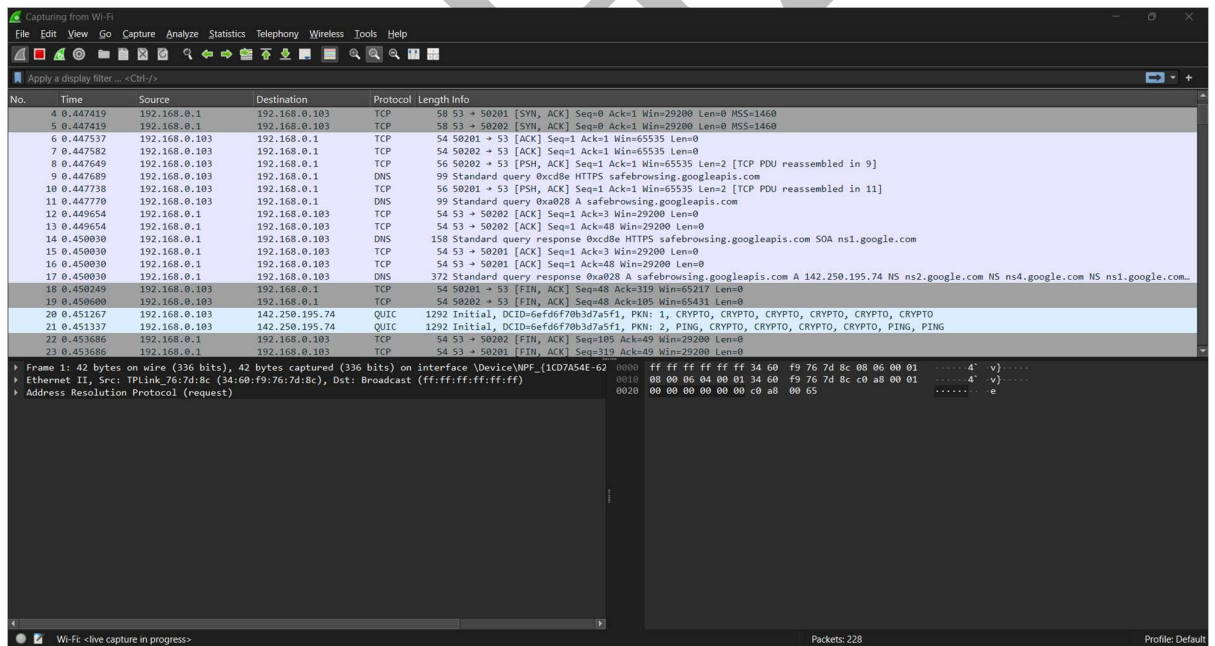 Capturing from Wi-Fi
File Edit View Go Capture Analyze Statistics Telephony Wireless Tools Help
Apply a display filter ... <Ctrl-/>
No. Time Source Destination Protocol Length Info
4 0.447419 192.168.0.1 192.168.0.103 TCP 58 53 → 50201 [SYN, ACK] Seq=0 Ack=1 Win=29200 Len=0 MSS=1460
5 0.447419 192.168.0.1 192.168.0.103 TCP 58 53 → 50202 [SYN, ACK] Seq=0 Ack=1 Win=29200 Len=0 MSS=1460
6 0.447537 192.168.0.103 192.168.0.1 TCP 54 50201 → 53 [ACK] Seq=1 Ack=1 Win=65535 Len=0
7 0.447582 192.168.0.103 192.168.0.1 TCP 54 50202 → 53 [ACK] Seq=1 Ack=1 Win=65535 Len=0
8 0.447649 192.168.0.103 192.168.0.1 TCP 56 50202 → 53 [PSH, ACK] Seq=1 Ack=1 Win=65535 Len=2 [TCP PDU reassembled in 9]
9 0.447689 192.168.0.103 192.168.0.1 DNS 99 Standard query 0xcd8e HTTPS safebrowsing.googleapis.com
10 0.447738 192.168.0.103 192.168.0.1 TCP 56 50201 → 53 [PSH, ACK] Seq=1 Ack=1 Win=65535 Len=2 [TCP PDU reassembled in 11]
11 0.447770 192.168.0.103 192.168.0.1 DNS 99 Standard query 0xa028 A safebrowsing.googleapis.com
12 0.449654 192.168.0.1 192.168.0.103 TCP 54 53 → 50202 [ACK] Seq=1 Ack=3 Win=29200 Len=0
13 0.449654 192.168.0.1 192.168.0.103 TCP 54 53 → 50202 [ACK] Seq=1 Ack=48 Win=29200 Len=0
14 0.450030 192.168.0.1 192.168.0.103 DNS 158 Standard query response 0xcd8e HTTPS safebrowsing.googleapis.com SOA ns1.google.com
15 0.450030 192.168.0.1 192.168.0.103 TCP 54 53 → 50201 [ACK] Seq=1 Ack=3 Win=29200 Len=0
16 0.450030 192.168.0.1 192.168.0.103 TCP 54 53 → 50201 [ACK] Seq=1 Ack=48 Win=29200 Len=0
17 0.450030 192.168.0.1 192.168.0.103 DNS 372 Standard query response 0xa028 A safebrowsing.googleapis.com A 142.250.195.74 NS ns2.google.com NS ns4.google.com NS ns1.google.com…
18 0.450249 192.168.0.103 192.168.0.1 TCP 54 50201 → 53 [FIN, ACK] Seq=48 Ack=319 Win=65217 Len=0
19 0.450600 192.168.0.103 192.168.0.1 TCP 54 50202 → 53 [FIN, ACK] Seq=48 Ack=105 Win=65431 Len=0
20 0.451267 192.168.0.103 142.250.195.74 QUIC 1292 Initial, DCID=6efd6f70b3d7a5f1, PKN: 1, CRYPTO, CRYPTO, CRYPTO, CRYPTO, CRYPTO, CRYPTO
21 0.451337 192.168.0.103 142.250.195.74 QUIC 1292 Initial, DCID=6efd6f70b3d7a5f1, PKN: 2, PING, CRYPTO, CRYPTO, CRYPTO, CRYPTO, PING, PING
22 0.453686 192.168.0.1 192.168.0.103 TCP 54 53 → 50202 [FIN, ACK] Seq=105 Ack=49 Win=29200 Len=0
23 0.453686 192.168.0.1 192.168.0.103 TCP 54 53 → 50201 [FIN, ACK] Seq=319 Ack=49 Win=29200 Len=0
Frame 1: 42 bytes on wire (336 bits), 42 bytes captured (336 bits) on interface \Device\NPF_{1CD7A54E-62
Ethernet II, Src: TPLink_76:7d:8c (34:60:f9:76:7d:8c), Dst: Broadcast (ff:ff:ff:ff:ff:ff)
Address Resolution Protocol (request)
0000 ff ff ff ff ff ff 34 60 f9 76 7d 8c 08 06 00 01 ······4` ·v}·····
0010 08 00 06 04 00 01 34 60 f9 76 7d 8c c0 a8 00 01 ······4` ·v}·····
0020 00 00 00 00 00 00 c0 a8 00 65 ········ ·e
Wi-Fi: <live capture in progress>
Packets: 228
Profile: Default